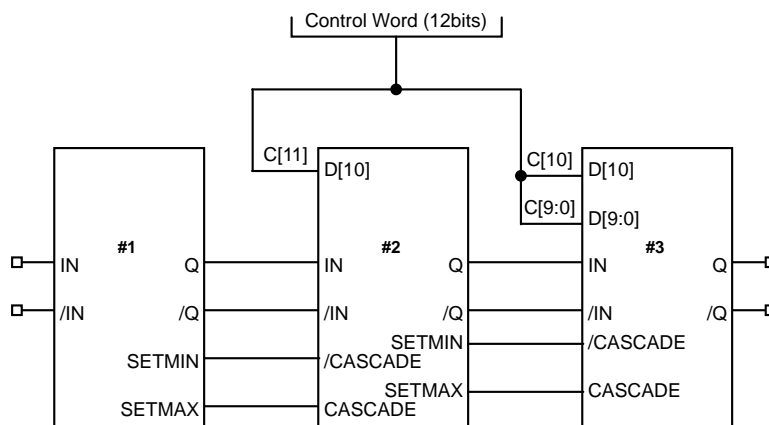 Control Word (12bits)
C[11]
D[10]
C[10]
D[10]
C[9:0]
D[9:0]
#1
#2
#3
IN
Q
IN
Q
IN
Q
/IN
/Q
/IN
/Q
/IN
/Q
SETMIN
/CASCADE
SETMIN
/CASCADE
SETMAX
CASCADE
SETMAX
CASCADE